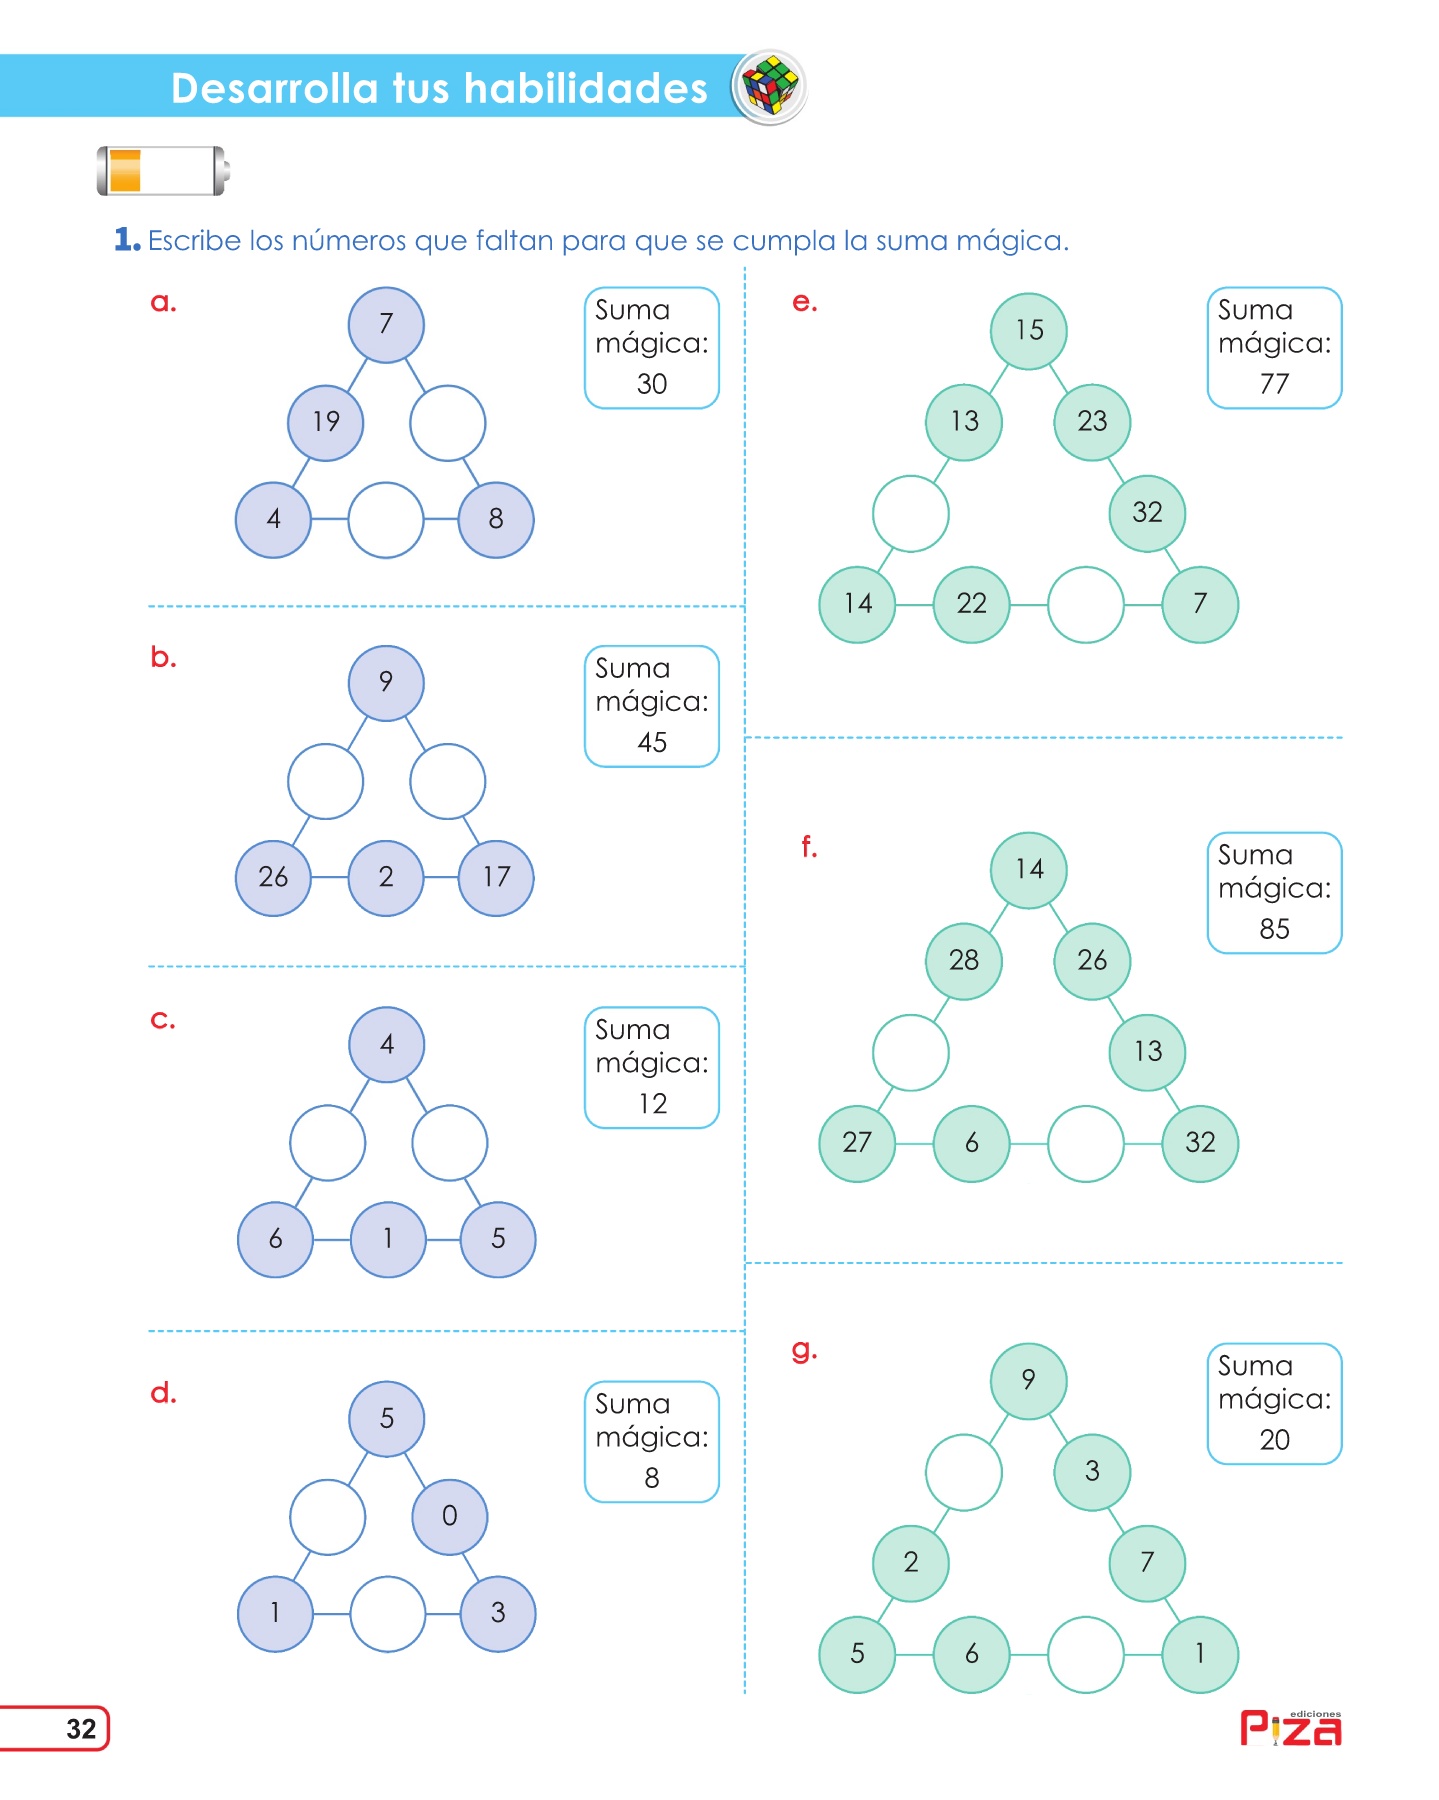 Desarrolla tus habilidades
1. Escribe los números que faltan para que se cumpla la suma mágica.
a.
7
19
4
8
Suma
mágica:
30
b.
9
26
2
17
Suma
mágica:
45
c.
4
6
1
5
Suma
mágica:
12
d.
5
0
1
3
Suma
mágica:
8
e.
15
13
23
32
14
22
7
Suma
mágica:
77
f.
14
28
26
13
27
6
32
Suma
mágica:
85
g.
9
3
2
7
5
6
1
Suma
mágica:
20
32
ediciones
Piza